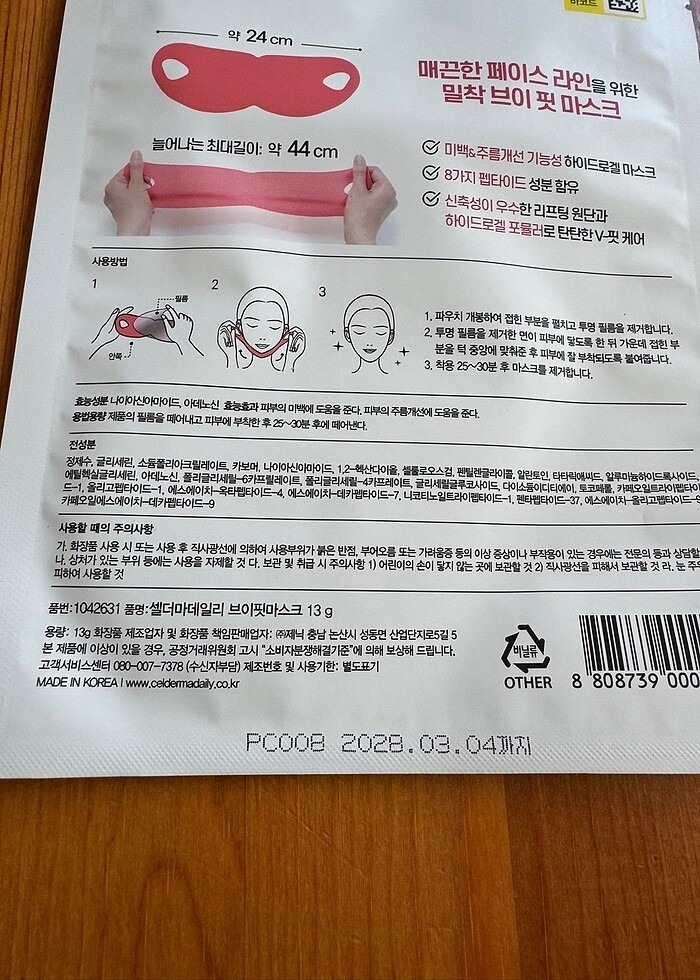 하코드
약 24 cm
매끈한 페이스 라인을 위한
밀착 브이 핏 마스크
늘어나는 최대길이: 약 44 cm
미백&주름개선 기능성 하이드로겔 마스크
8가지 펩타이드 성분 함유
신축성이 우수한 리프팅 원단과
하이드로겔 포뮬러로 탄탄한 V-핏 케어
사용방법
1
필름
안쪽
2
3
1. 파우치 개봉하여 접힌 부분을 펼치고 투명 필름을 제거합니다.
2. 투명 필름을 제거한 면이 피부에 닿도록 한 뒤 가운데 접힌 부
분을 턱 중앙에 맞춰준 후 피부에 잘 부착되도록 붙여줍니다.
3. 착용 25~30분 후 마스크를 제거합니다.
효능성분 나이아신아마이드, 아데노신 효능효과 피부의 미백에 도움을 준다. 피부의 주름개선에 도움을 준다.
용법용량 제품의 필름을 떼어내고 피부에 부착한 후 25~30분 후에 떼어낸다.
전성분
정제수, 글리세린, 소듐폴리아크릴레이트, 카보머, 나이아신아마이드, 1,2-헥산다이올, 셀룰로오스검, 펜틸렌글라이콜, 알란토인, 타타릭애씨드, 알루미늄하이드록사이드,
에틸헥실글리세린, 아데노신, 폴리글리세릴-6카프릴레이트, 폴리글리세릴-4카프레이트, 글리세릴글루코사이드, 다이소듐이디티에이, 토코페롤, 카페오일트라이펩타이
드-1, 올리고펩타이드-1, 에스에이치-옥타펩타이드-4, 에스에이치-데카펩타이드-7, 니코티노일트라이펩타이드-1, 펜타펩타이드-37, 에스에이치-올리고펩타이드-9
카페오일에스에이치-데카펩타이드-9
사용할 때의 주의사항
가. 화장품 사용 시 또는 사용 후 직사광선에 의하여 사용부위가 붉은 반점, 부어오름 또는 가려움증 등의 이상 증상이나 부작용이 있는 경우에는 전문의 등과 상담할
나. 상처가 있는 부위 등에는 사용을 자제할 것 다. 보관 및 취급 시 주의사항 1) 어린이의 손이 닿지 않는 곳에 보관할 것 2) 직사광선을 피해서 보관할 것 라. 눈 주위
피하여 사용할 것
품번:1042631 품명:셀더마데일리 브이핏마스크 13 g
용량: 13g 화장품 제조업자 및 화장품 책임판매업자: ㈜제닉 충남 논산시 성동면 산업단지로5길 5
본 제품에 이상이 있을 경우, 공정거래위원회 고시 "소비자분쟁해결기준"에 의해 보상해 드립니다.
고객서비스센터 080-007-7378 (수신자부담) 제조번호 및 사용기한: 별도표기
MADE IN KOREA I www.celdermadaily.co.kr
비닐류
OTHER
8 808739 000
PC008 2028.03.04까지